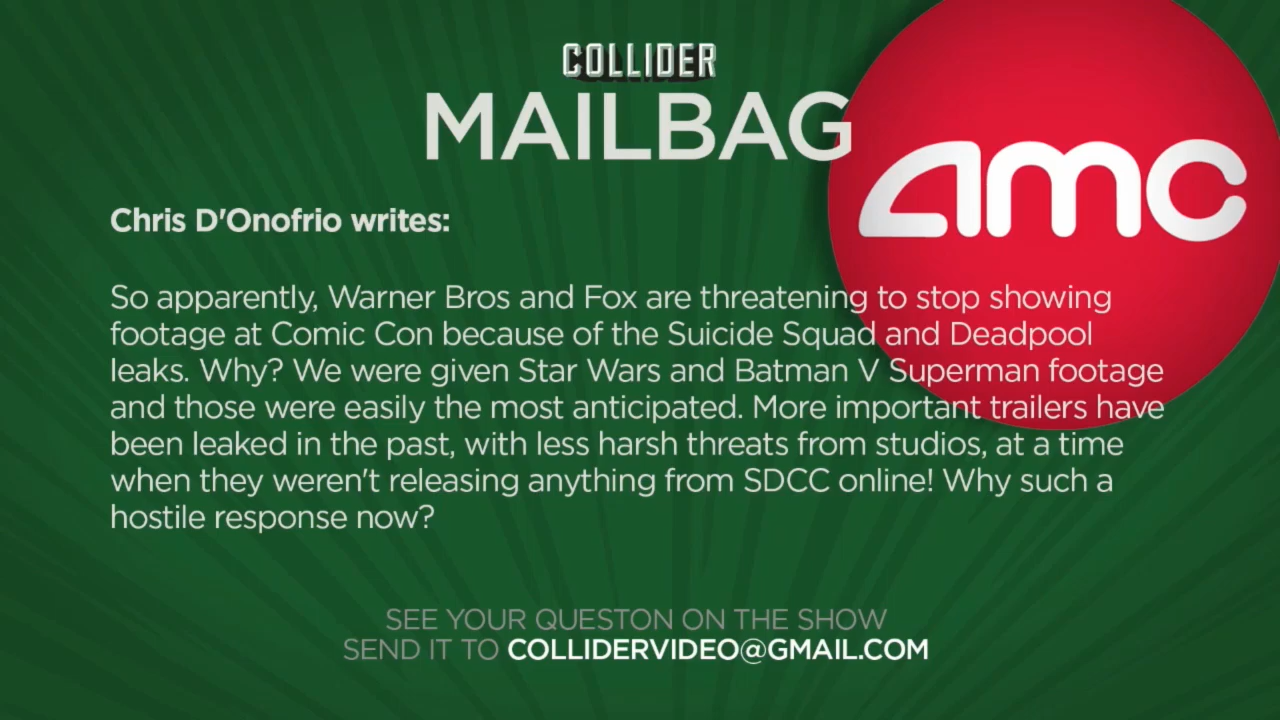 COLLIDER
MAILBAG
amc
Chris D'Onofrio writes:
So apparently, Warner Bros and Fox are threatening to stop showing
footage at Comic Con because of the Suicide Squad and Deadpool
leaks. Why? We were given Star Wars and Batman V Superman footage
and those were easily the most anticipated. More important trailers have
been leaked in the past, with less harsh threats from studios, at a time
when they weren't releasing anything from SDCC online! Why such a
hostile response now?
SEE YOUR QUESTON ON THE SHOW
SEND IT TO COLLIDERVIDEO@GMAIL.COM